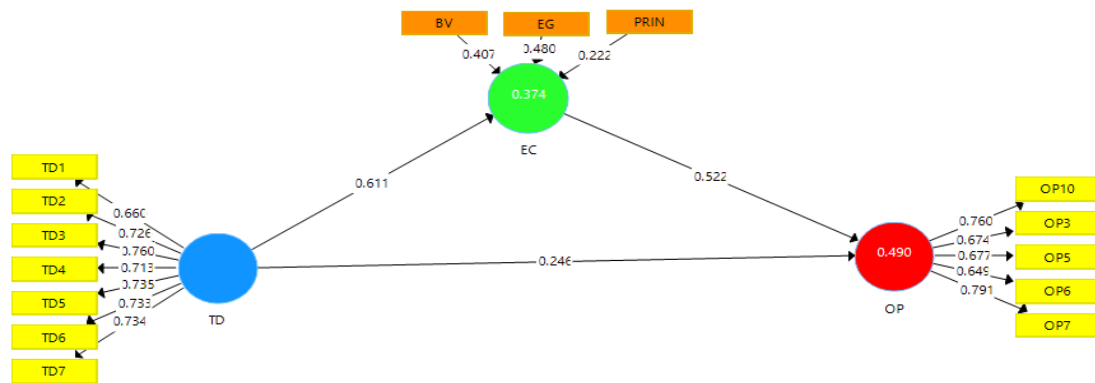 BV
EG
PRIN
0.407
0.480
0.222
0.374
EC
TD1
TD2
TD3
TD4
TD5
TD6
TD7
0.660
0.726
0.760
0.713
0.735
0.733
0.734
TD
0.611
0.522
0.246
0.490
OP
0.760
0.674
0.677
0.649
0.791
OP10
OP3
OP5
OP6
OP7